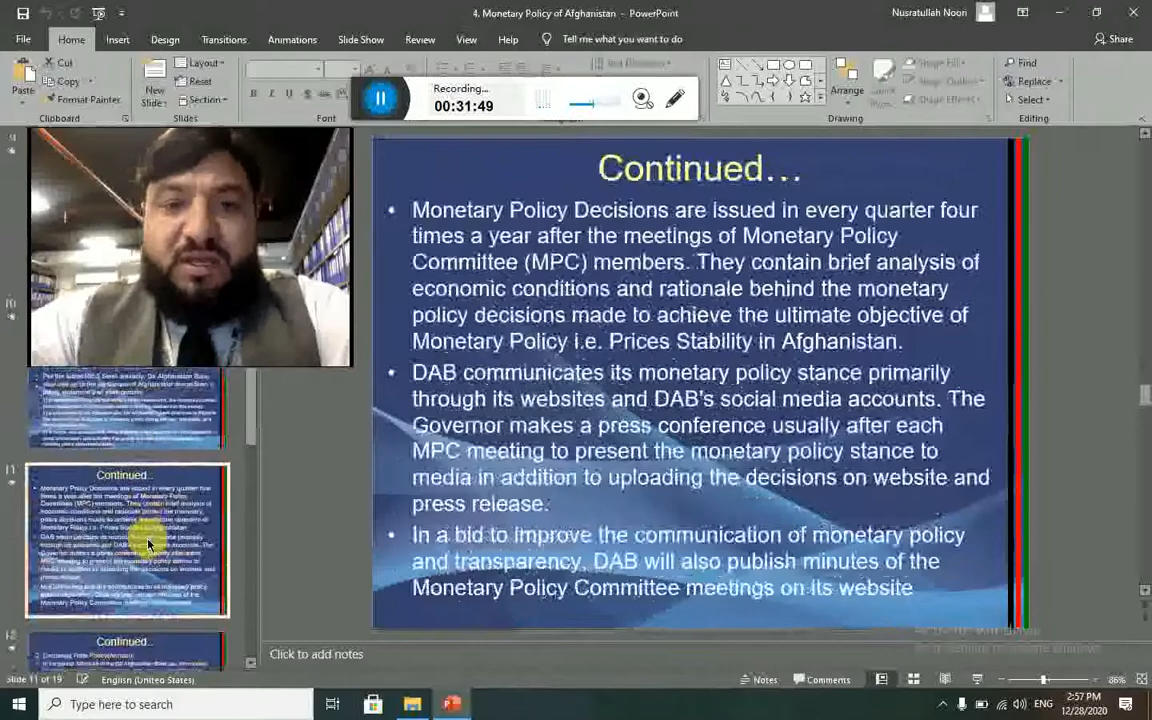 4. Monetary Policy of Afghanistan - PowerPoint
Nusratullah Noori
File Home Insert Design Transitions Animations Slide Show Review View Help Tell me what you want to do Share
Paste
Cut
Copy
Format Painter
Clipboard
New
Slide
Layout
Reset
Section
Slides
Font
Recording...
00:31:49
Arrange
Drawing
Find
Replace
Select
Editing
Continued…
• Monetary Policy Decisions are issued in every quarter four
times a year after the meetings of Monetary Policy
Committee (MPC) members. They contain brief analysis of
economic conditions and rationale behind the monetary
policy decisions made to achieve the ultimate objective of
Monetary Policy i.e. Prices Stability in Afghanistan.
• DAB communicates its monetary policy stance primarily
through its websites and DAB's social media accounts. The
Governor makes a press conference usually after each
MPC meeting to present the monetary policy stance to
media in addition to uploading the decisions on website and
press release.
• In a bid to improve the communication of monetary policy
and transparency, DAB will also publish minutes of the
Monetary Policy Committee meetings on its website
11
Continued…
12
Continued…
Click to add notes
Slide 11 of 19 English (United States) Notes Comments 86%
Type here to search
ENG
2:57 PM
12/28/2020